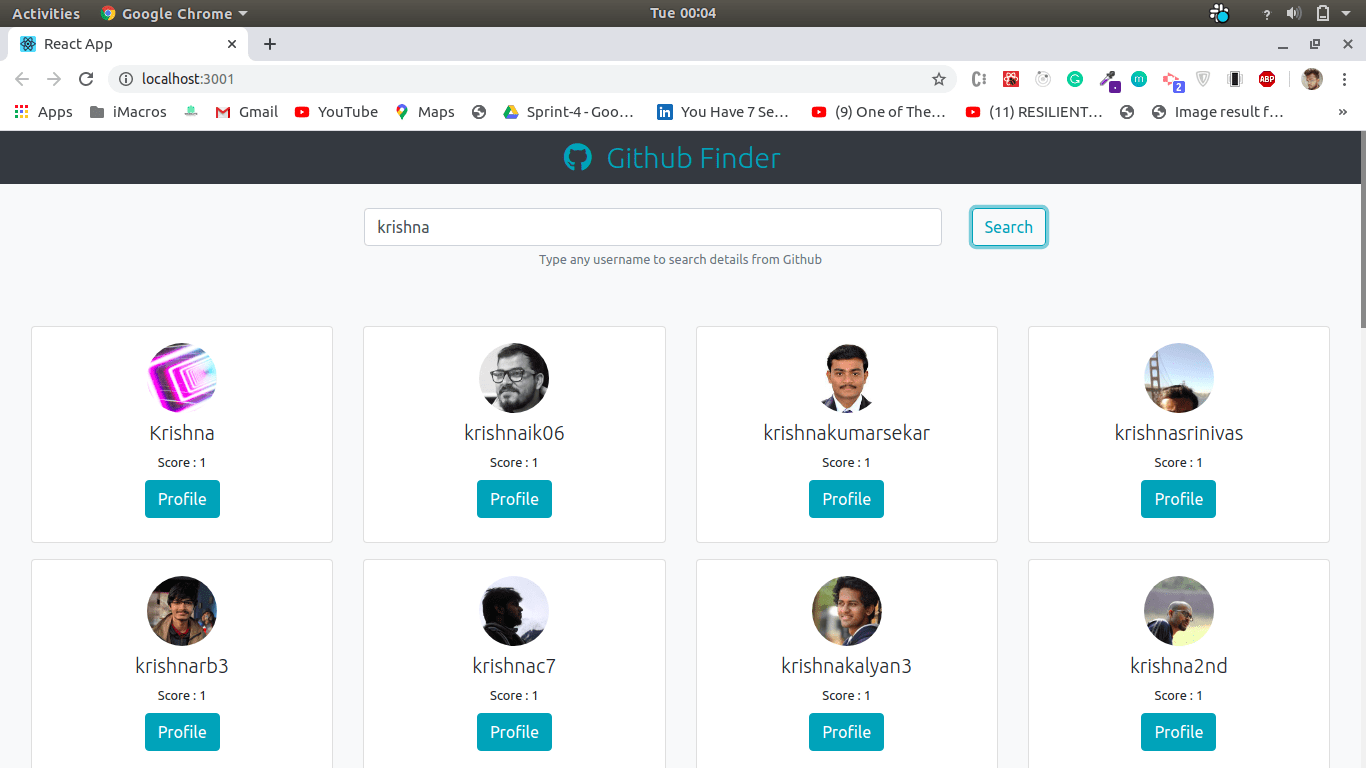 Activities Google Chrome Tue 00:04 ?
React App
localhost:3001 2 ABP
Apps iMacros Gmail YouTube Maps Sprint-4 - Goo… You Have 7 Se… (9) One of The… (11) RESILIENT… Image result f… »
Github Finder
krishna Search
Type any username to search details from Github
Krishna krishnaik06 krishnakumarsekar krishnasrinivas
Score : 1 Score : 1 Score : 1 Score : 1
Profile Profile Profile Profile
krishnarb3 krishnac7 krishnakalyan3 krishna2nd
Score : 1 Score : 1 Score : 1 Score : 1
Profile Profile Profile Profile